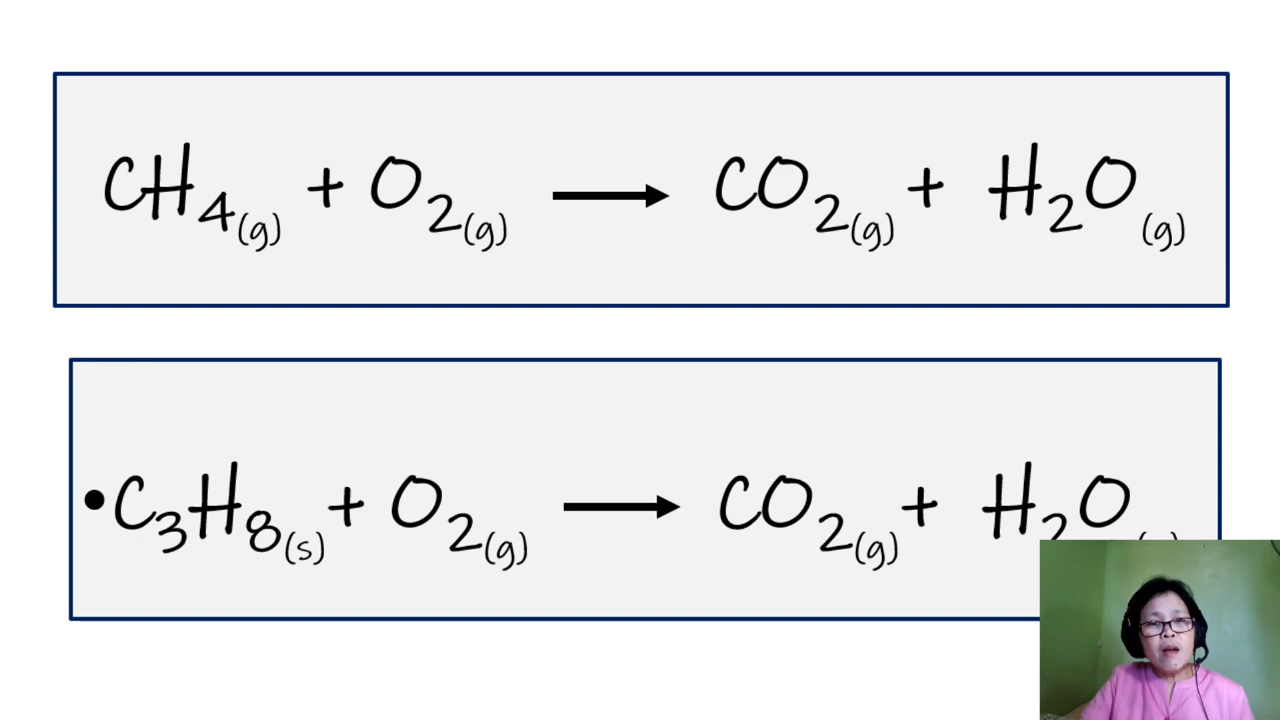 CH₄(g) + O₂(g) → CO₂(g) + H₂O(g)
•C₃H₈(s) + O₂(g) → CO₂(g) + H₂O